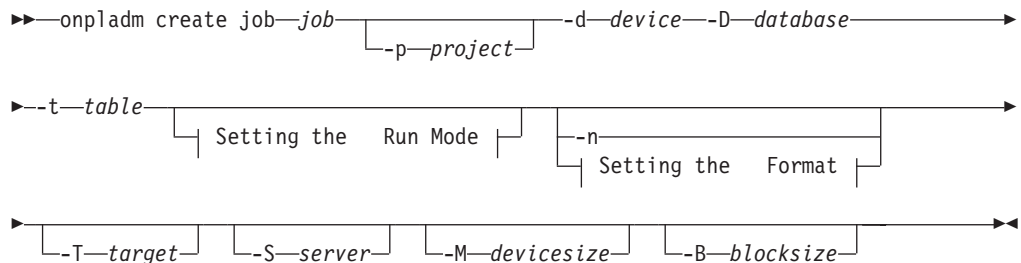 onpladm create job job -d device -D database
-p project
-t table
Setting the Run Mode -n
Setting the Format
-T target -S server -M devicesize -B blocksize